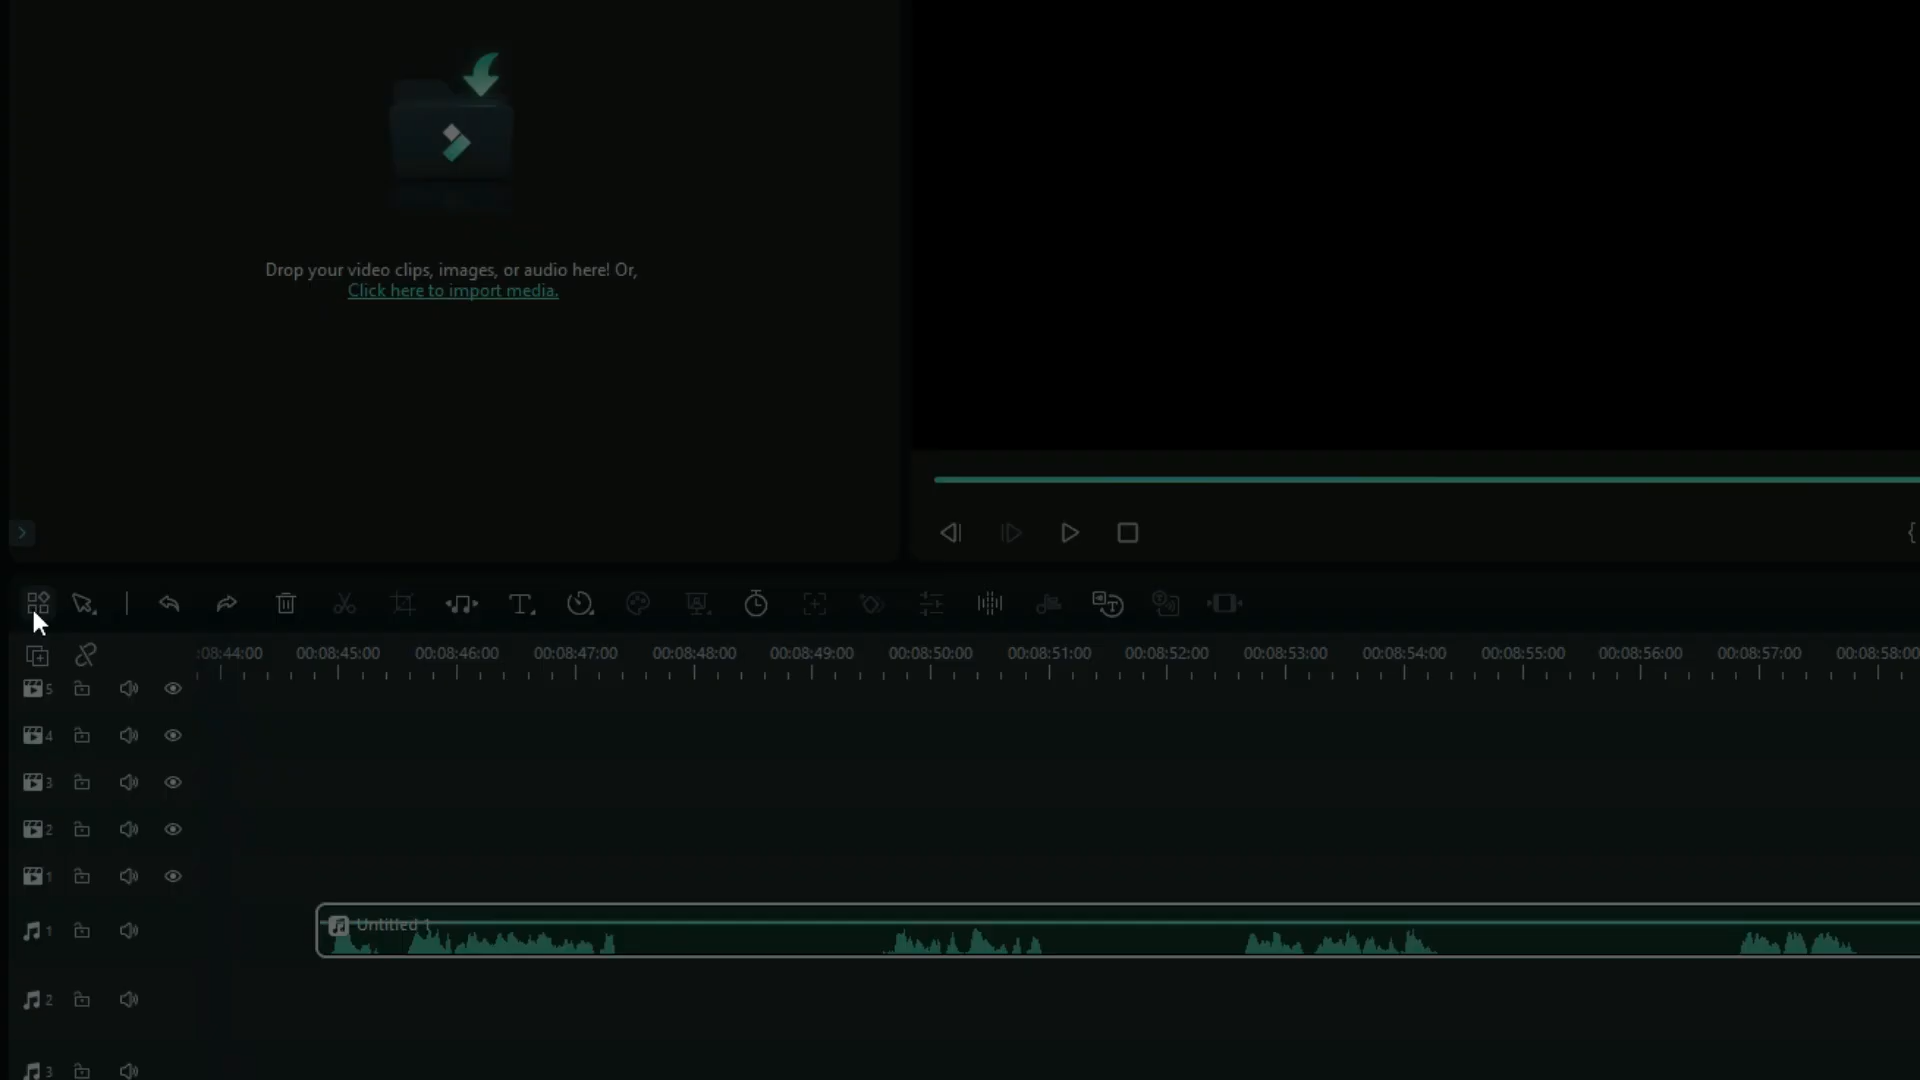 Drop your video clips, images, or audio here! Or,
Click here to import media.
:08:44:00 00:08:45:00 00:08:46:00 00:08:47:00 00:08:48:00 00:08:49:00 00:08:50:00 00:08:51:00 00:08:52:00 00:08:53:00 00:08:54:00 00:08:55:00 00:08:56:00 00:08:57:00 00:08:58:00
5
4
3
2
1
1 Untitled 1
2
3